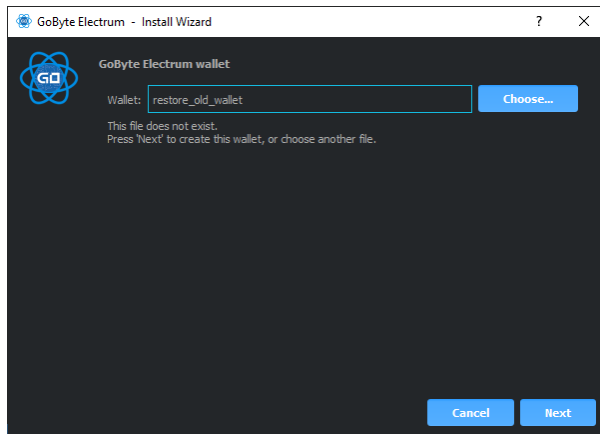 GoByte Electrum - Install Wizard
GO
GoByte Electrum wallet
Wallet: restore_old_wallet Choose...
This file does not exist.
Press 'Next' to create this wallet, or choose another file.
Cancel Next